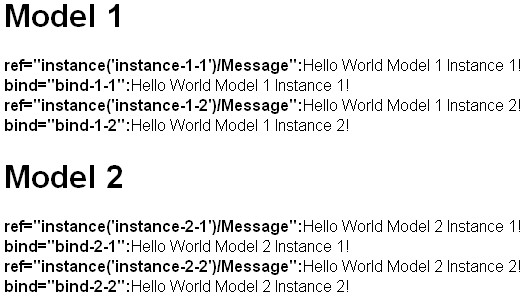 Model 1
ref="instance('instance-1-1')/Message":Hello World Model 1 Instance 1!
bind="bind-1-1":Hello World Model 1 Instance 1!
ref="instance('instance-1-2')/Message":Hello World Model 1 Instance 2!
bind="bind-1-2":Hello World Model 1 Instance 2!
Model 2
ref="instance('instance-2-1')/Message":Hello World Model 2 Instance 1!
bind="bind-2-1":Hello World Model 2 Instance 1!
ref="instance('instance-2-2')/Message":Hello World Model 2 Instance 2!
bind="bind-2-2":Hello World Model 2 Instance 2!